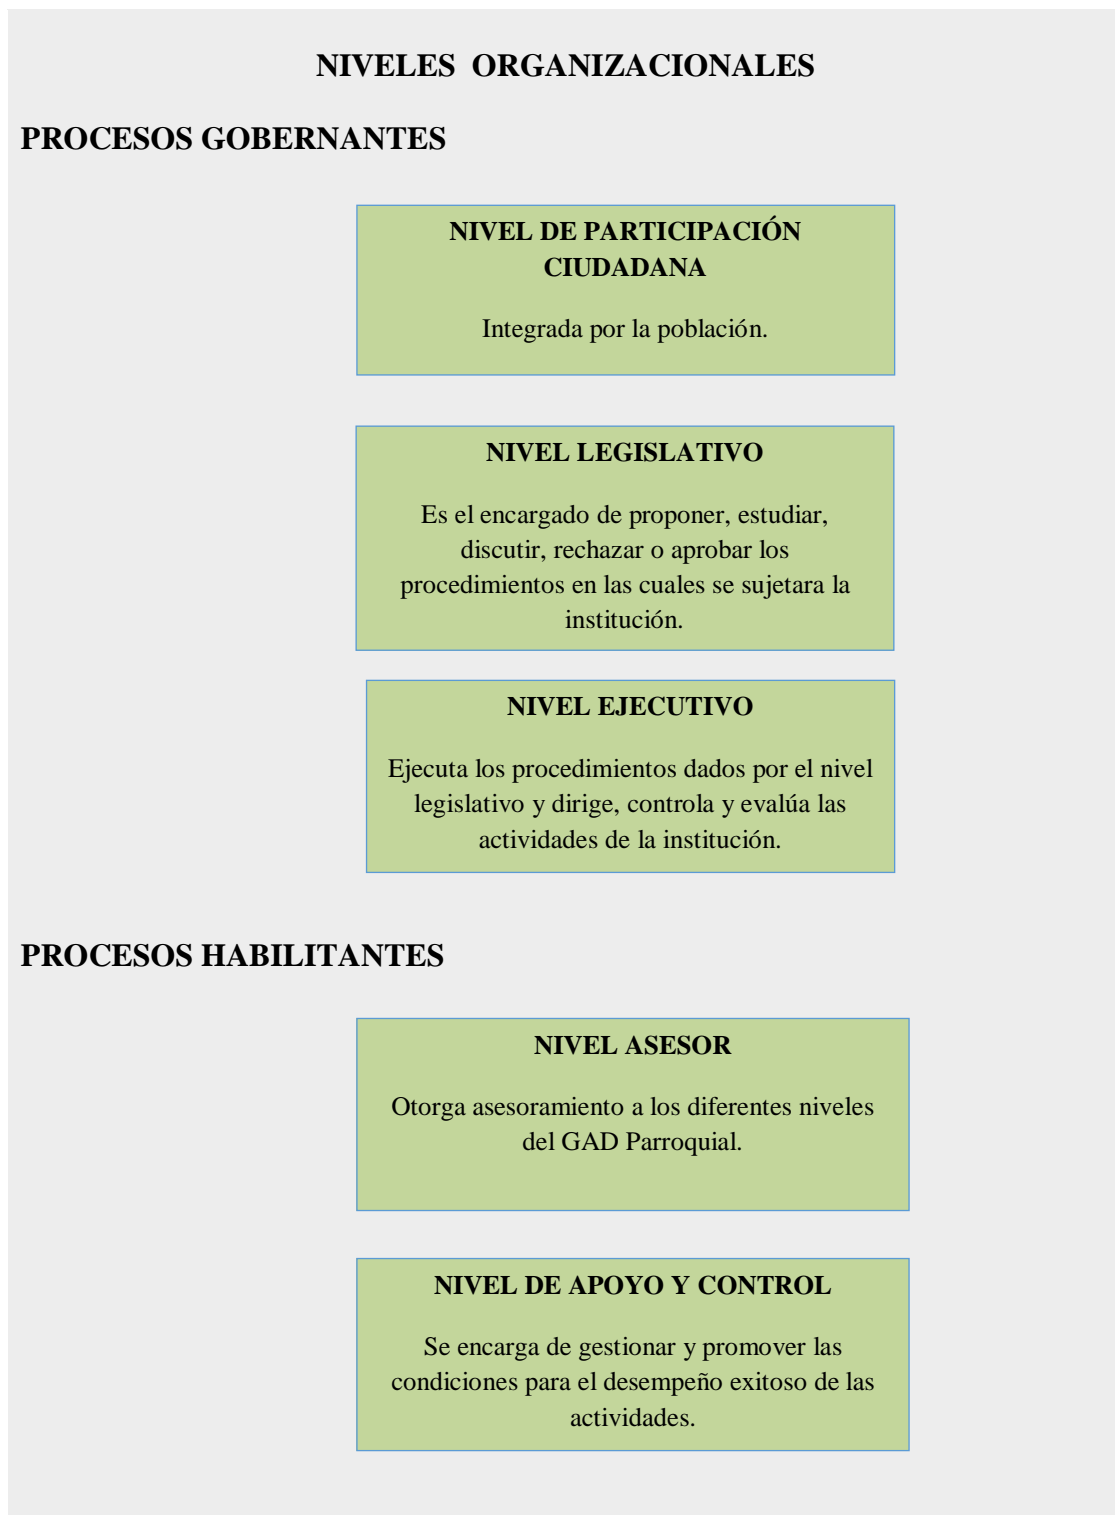 NIVELES ORGANIZACIONALES
PROCESOS GOBERNANTES
NIVEL DE PARTICIPACIÓN
CIUDADANA
Integrada por la población.
NIVEL LEGISLATIVO
Es el encargado de proponer, estudiar,
discutir, rechazar o aprobar los
procedimientos en las cuales se sujetara la
institución.
NIVEL EJECUTIVO
Ejecuta los procedimientos dados por el nivel
legislativo y dirige, controla y evalúa las
actividades de la institución.
PROCESOS HABILITANTES
NIVEL ASESOR
Otorga asesoramiento a los diferentes niveles
del GAD Parroquial.
NIVEL DE APOYO Y CONTROL
Se encarga de gestionar y promover las
condiciones para el desempeño exitoso de las
actividades.